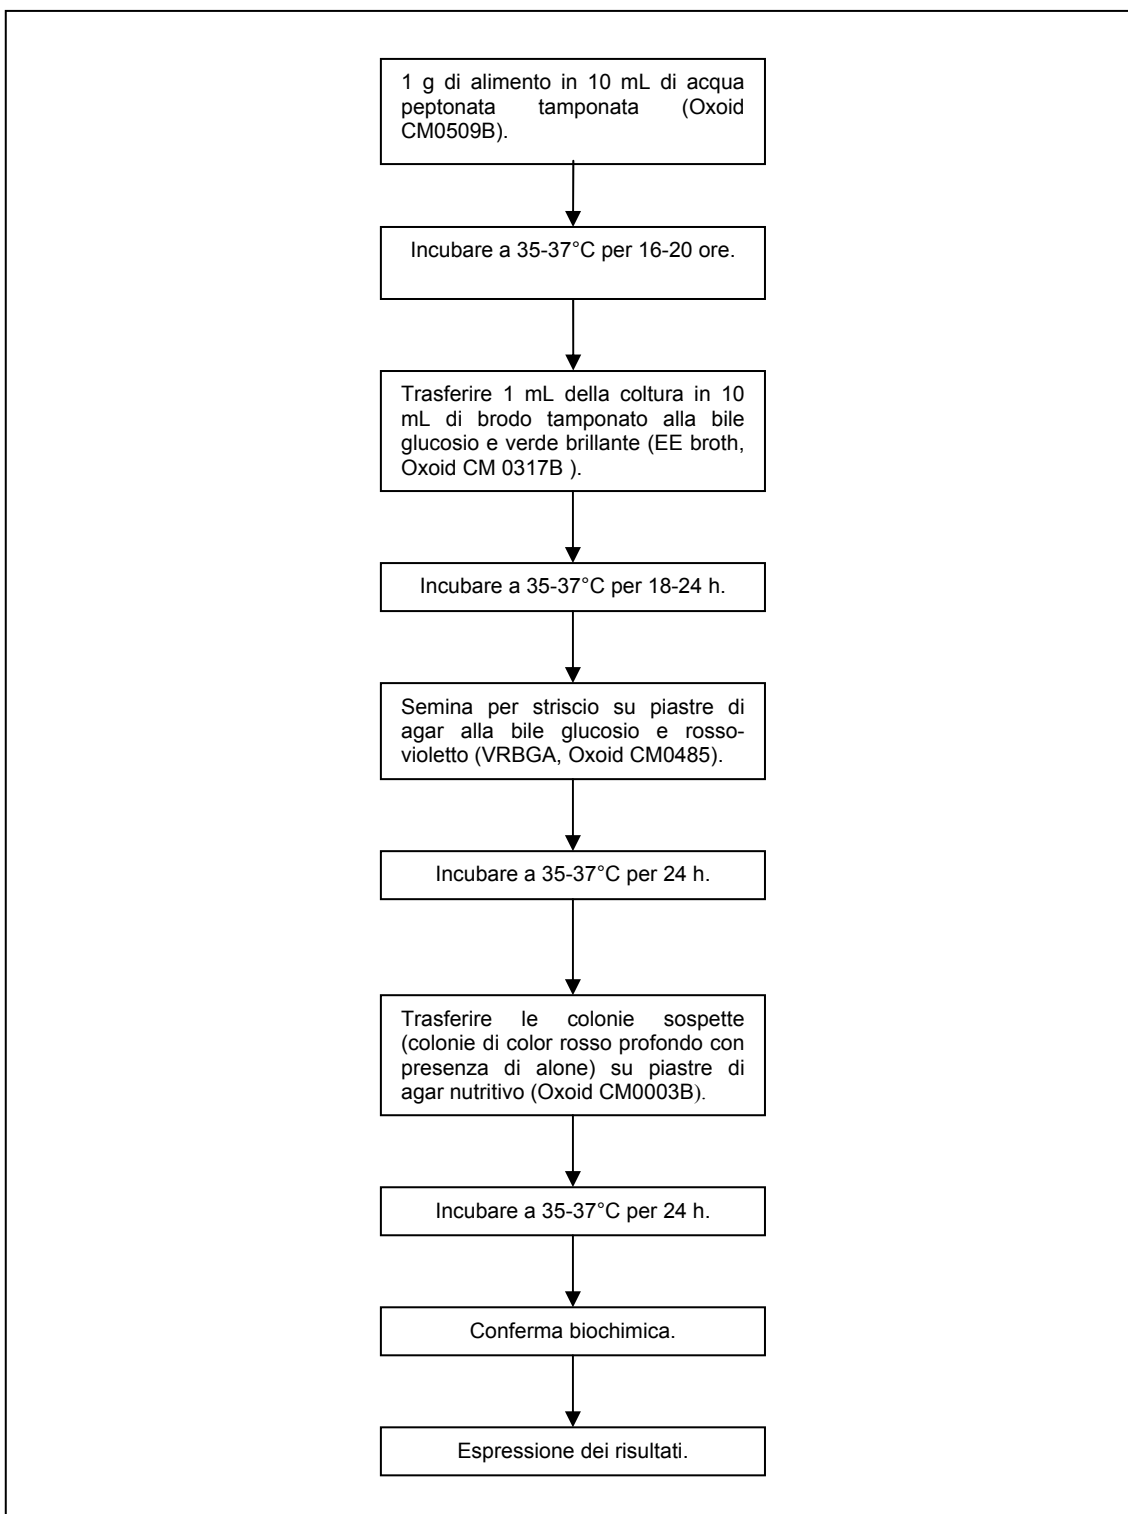 1 g di alimento in 10 mL di acqua
peptonata tamponata (Oxoid
CM0509B).
Incubare a 35-37°C per 16-20 ore.
Trasferire 1 mL della coltura in 10
mL di brodo tamponato alla bile
glucosio e verde brillante (EE broth,
Oxoid CM 0317B ).
Incubare a 35-37°C per 18-24 h.
Semina per striscio su piastre di
agar alla bile glucosio e rosso-
violetto (VRBGA, Oxoid CM0485).
Incubare a 35-37°C per 24 h.
Trasferire le colonie sospette
(colonie di color rosso profondo con
presenza di alone) su piastre di
agar nutritivo (Oxoid CM0003B).
Incubare a 35-37°C per 24 h.
Conferma biochimica.
Espressione dei risultati.